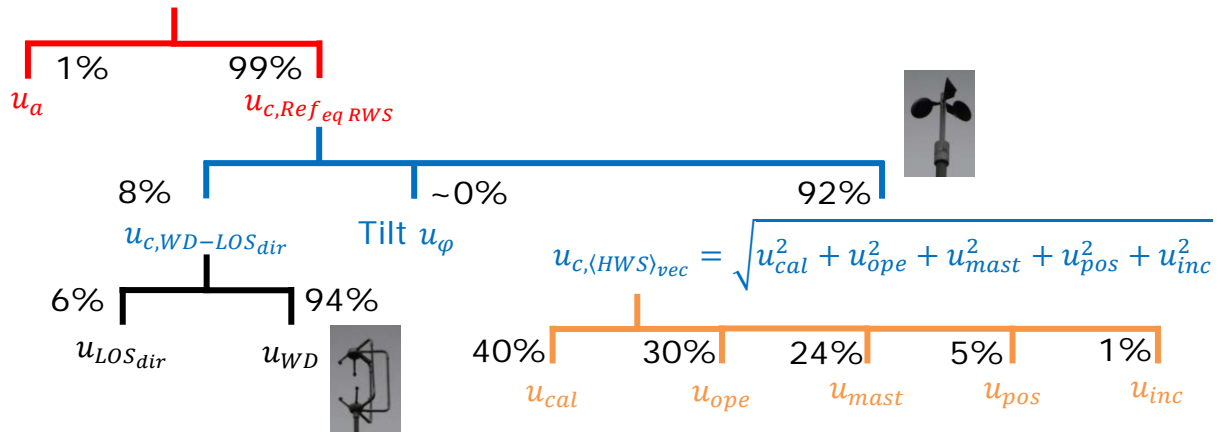 1% 99%
u_a u_{c,Ref_{eq RWS}}
8% ~0% 92%
u_{c,WD−LOS_{dir}} Tilt u_φ u_{c,⟨HWS⟩_{vec}} = √(u_{cal}^2 + u_{ope}^2 + u_{mast}^2 + u_{pos}^2 + u_{inc}^2)
6% 94%
u_{LOS_{dir}} u_{WD}
40% 30% 24% 5% 1%
u_{cal} u_{ope} u_{mast} u_{pos} u_{inc}